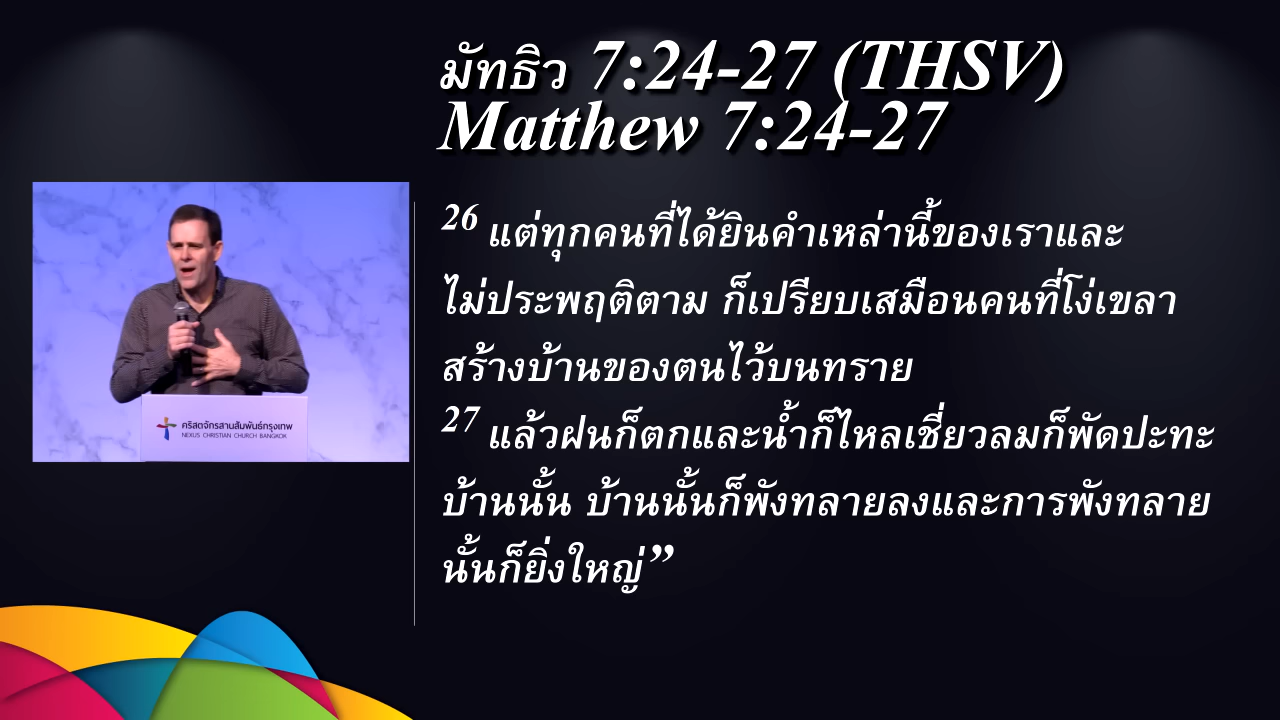 มัทธิว 7:24-27 (THSV)
Matthew 7:24-27
26 แต่ทุกคนที่ได้ยินคำเหล่านี้ของเราและ
ไม่ประพฤติตาม ก็เปรียบเสมือนคนที่โง่เขลา
สร้างบ้านของตนไว้บนทราย
27 แล้วฝนก็ตกและน้ำก็ไหลเชี่ยวลมก็พัดปะทะ
บ้านนั้น บ้านนั้นก็พังทลายลงและการพังทลาย
นั้นก็ยิ่งใหญ่”
คริสตจักรสานสัมพันธ์กรุงเทพ
NEXUS CHRISTIAN CHURCH BANGKOK